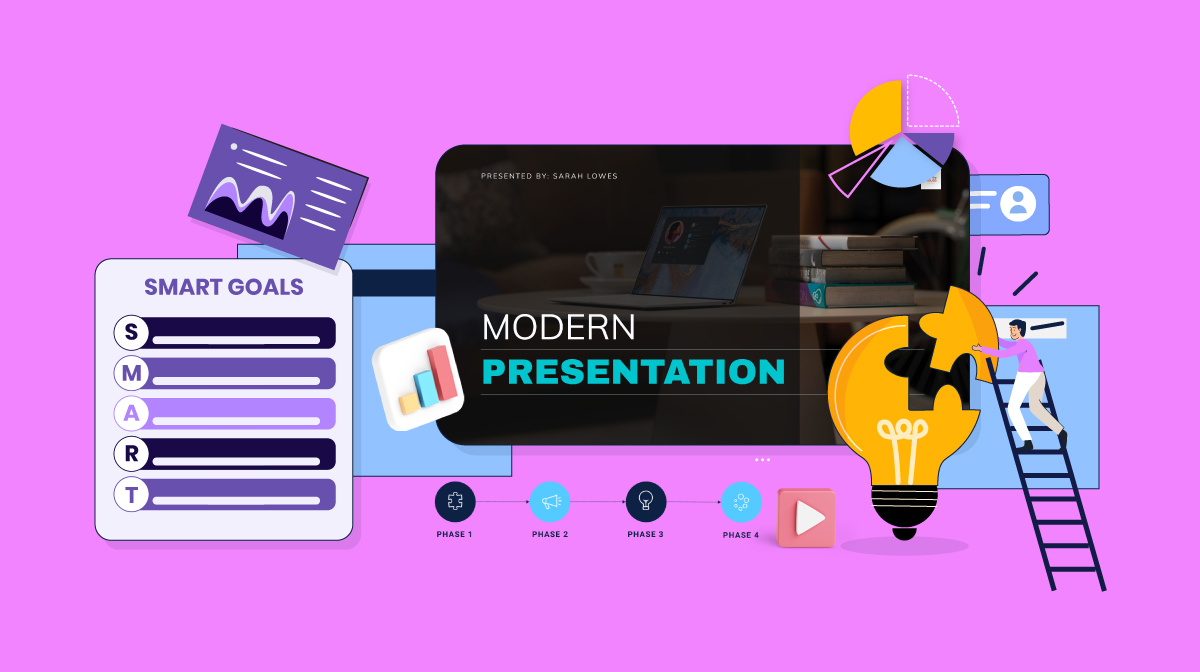 SMART GOALS
S
M
A
R
T
PRESENTED BY: SARAH LOWES
MODERN
PRESENTATION
PHASE 1
PHASE 2
PHASE 3
PHASE 4